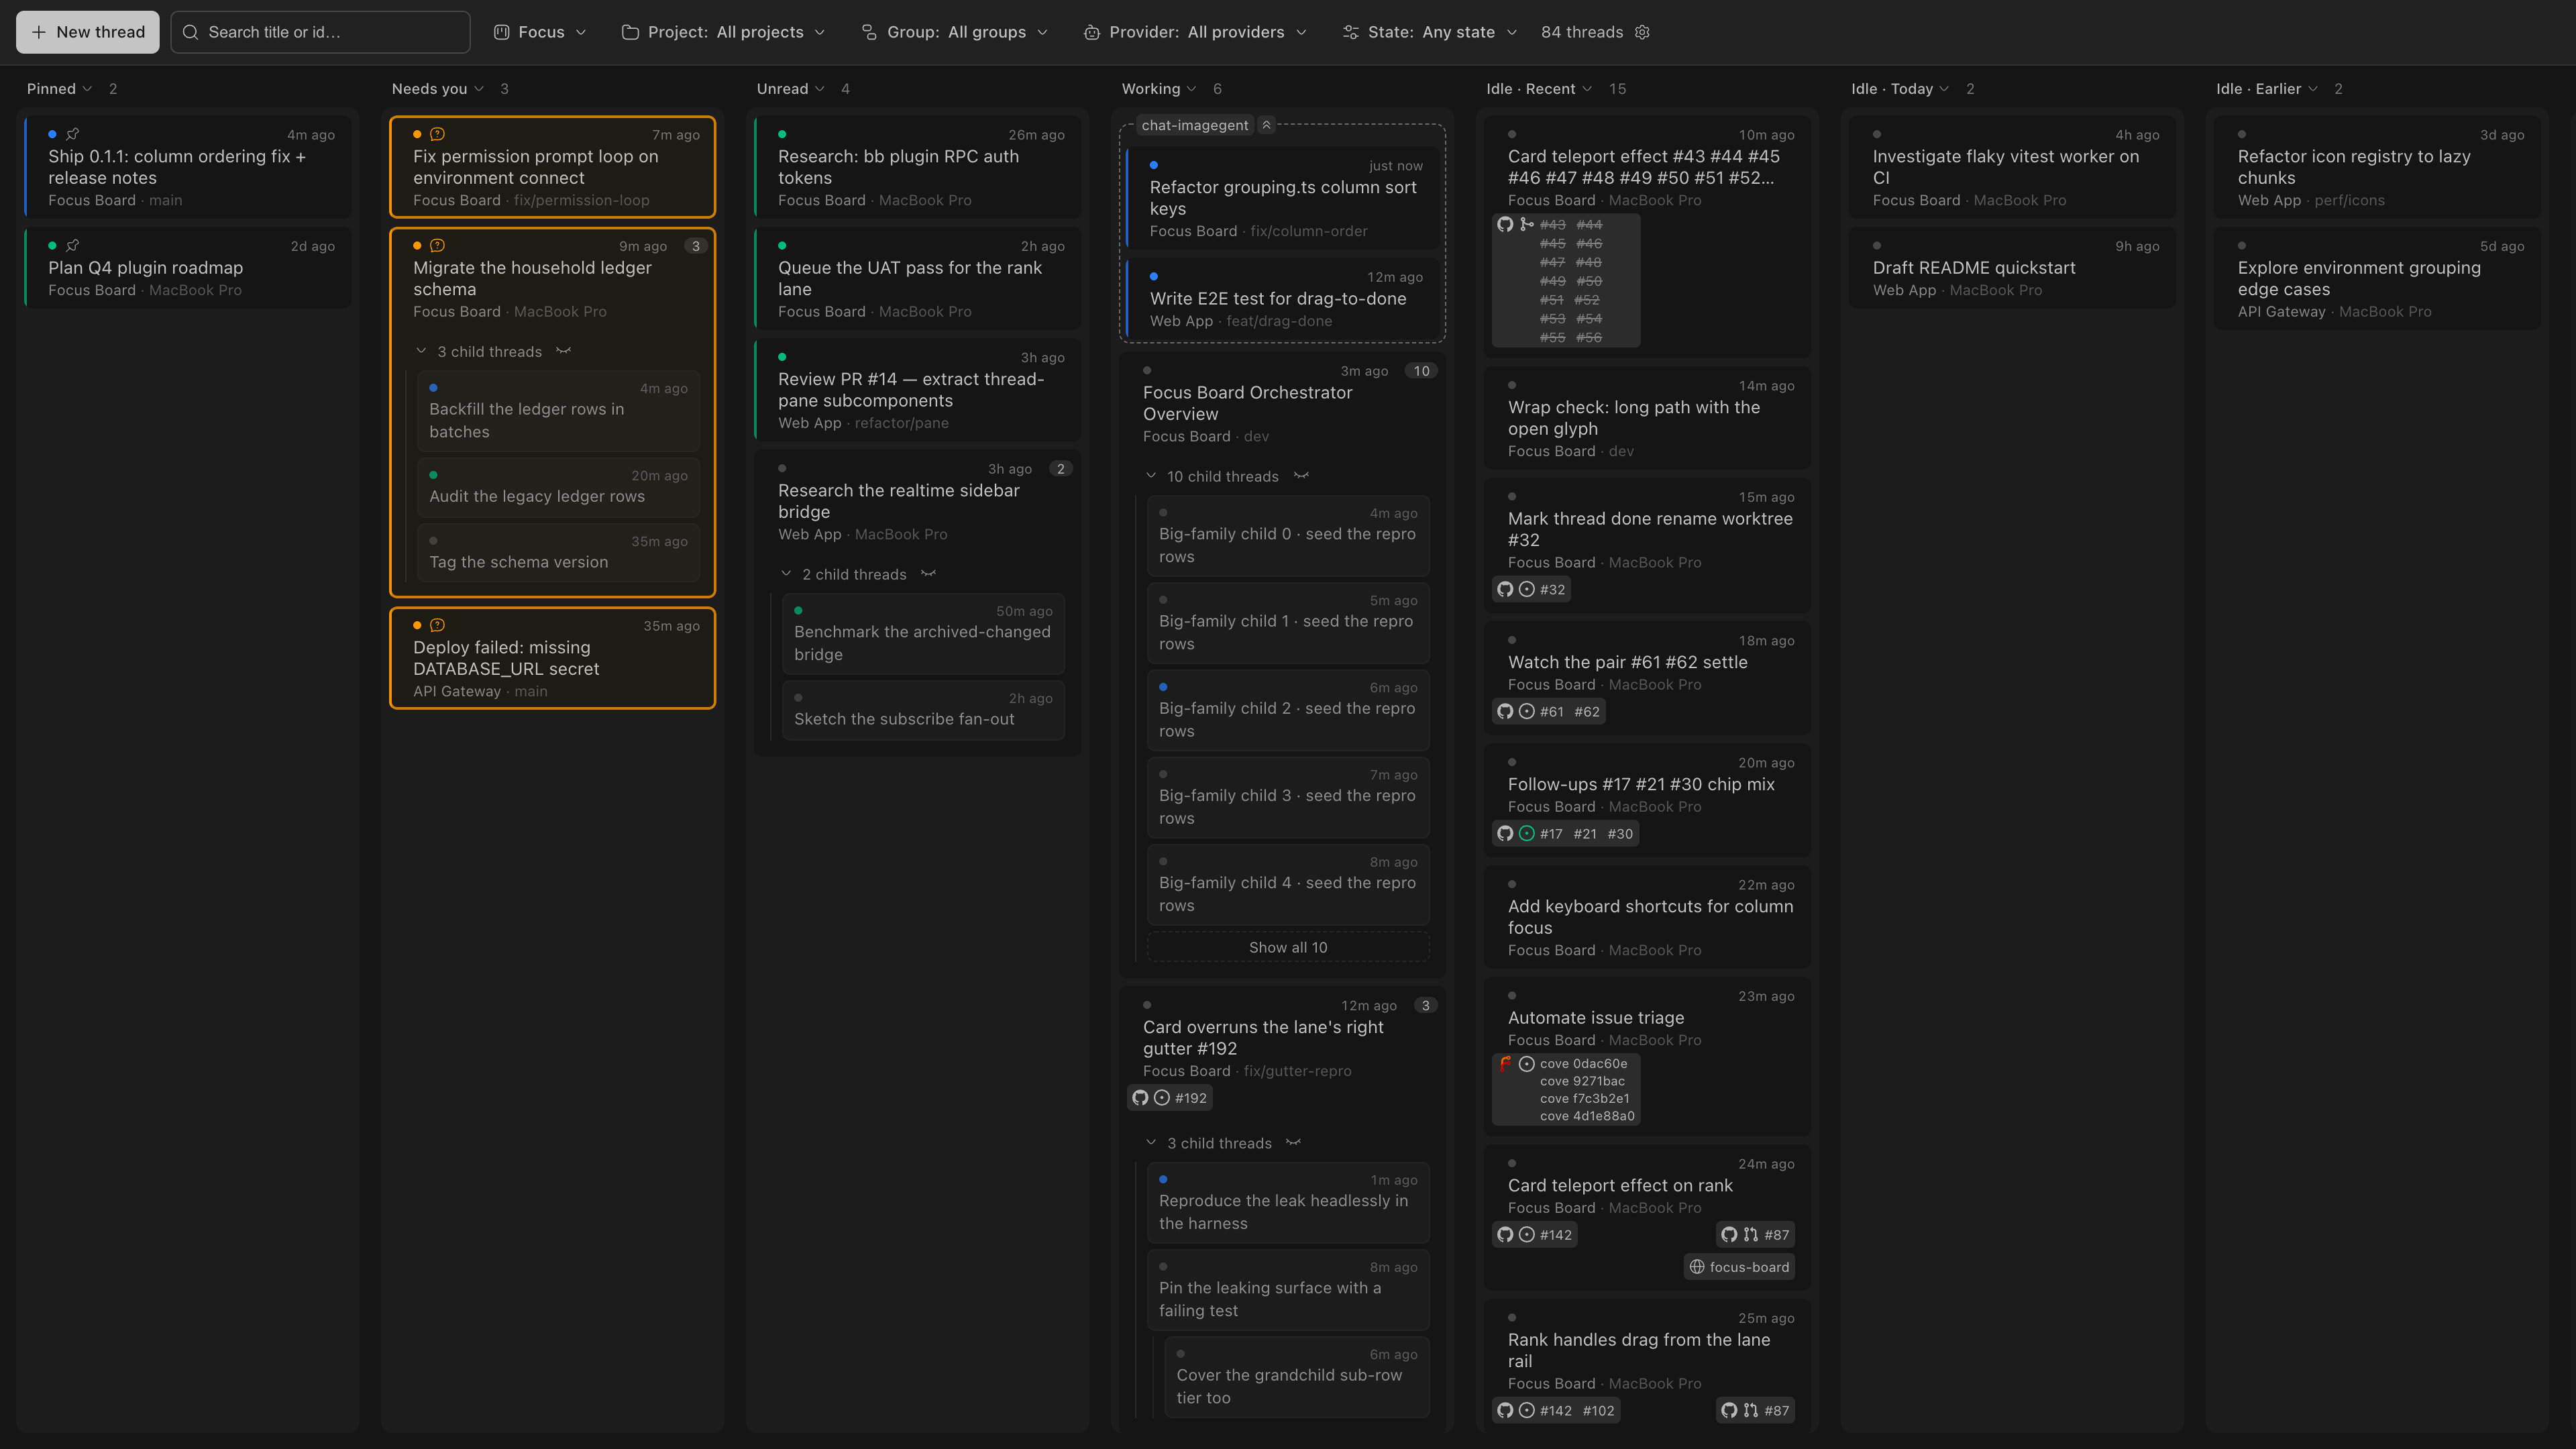 New thread
Search title or id…
Focus
Project: All projects
Group: All groups
Provider: All providers
State: Any state
84 threads
Pinned 2
4m ago
Ship 0.1.1: column ordering fix +
release notes
Focus Board · main
2d ago
Plan Q4 plugin roadmap
Focus Board · MacBook Pro
Needs you 3
7m ago
Fix permission prompt loop on
environment connect
Focus Board · fix/permission-loop
9m ago 3
Migrate the household ledger
schema
Focus Board · MacBook Pro
3 child threads
4m ago
Backfill the ledger rows in
batches
20m ago
Audit the legacy ledger rows
35m ago
Tag the schema version
35m ago
Deploy failed: missing
DATABASE_URL secret
API Gateway · main
Unread 4
26m ago
Research: bb plugin RPC auth
tokens
Focus Board · MacBook Pro
2h ago
Queue the UAT pass for the rank
lane
Focus Board · MacBook Pro
3h ago
Review PR #14 — extract thread-
pane subcomponents
Web App · refactor/pane
3h ago 2
Research the realtime sidebar
bridge
Web App · MacBook Pro
2 child threads
50m ago
Benchmark the archived-changed
bridge
2h ago
Sketch the subscribe fan-out
Working 6
chat-imagegent
just now
Refactor grouping.ts column sort
keys
Focus Board · fix/column-order
12m ago
Write E2E test for drag-to-done
Web App · feat/drag-done
3m ago 10
Focus Board Orchestrator
Overview
Focus Board · dev
10 child threads
4m ago
Big-family child 0 · seed the repro
rows
5m ago
Big-family child 1 · seed the repro
rows
6m ago
Big-family child 2 · seed the repro
rows
7m ago
Big-family child 3 · seed the repro
rows
8m ago
Big-family child 4 · seed the repro
rows
Show all 10
12m ago 3
Card overruns the lane's right
gutter #192
Focus Board · fix/gutter-repro
#192
3 child threads
1m ago
Reproduce the leak headlessly in
the harness
8m ago
Pin the leaking surface with a
failing test
6m ago
Cover the grandchild sub-row
tier too
Idle · Recent 15
10m ago
Card teleport effect #43 #44 #45
#46 #47 #48 #49 #50 #51 #52…
Focus Board · MacBook Pro
#43 #44
#45 #46
#47 #48
#49 #50
#51 #52
#53 #54
#55 #56
14m ago
Wrap check: long path with the
open glyph
Focus Board · dev
15m ago
Mark thread done rename worktree
#32
Focus Board · MacBook Pro
#32
18m ago
Watch the pair #61 #62 settle
Focus Board · MacBook Pro
#61 #62
20m ago
Follow-ups #17 #21 #30 chip mix
Focus Board · MacBook Pro
#17 #21 #30
22m ago
Add keyboard shortcuts for column
focus
Focus Board · MacBook Pro
23m ago
Automate issue triage
Focus Board · MacBook Pro
cove 0dac60e
cove 9271bac
cove f7c3b2e1
cove 4d1e88a0
24m ago
Card teleport effect on rank
Focus Board · MacBook Pro
#142 #87
focus-board
25m ago
Rank handles drag from the lane
rail
Focus Board · MacBook Pro
#142 #102 #87
Idle · Today 2
4h ago
Investigate flaky vitest worker on
CI
Focus Board · MacBook Pro
9h ago
Draft README quickstart
Web App · MacBook Pro
Idle · Earlier 2
3d ago
Refactor icon registry to lazy
chunks
Web App · perf/icons
5d ago
Explore environment grouping
edge cases
API Gateway · MacBook Pro